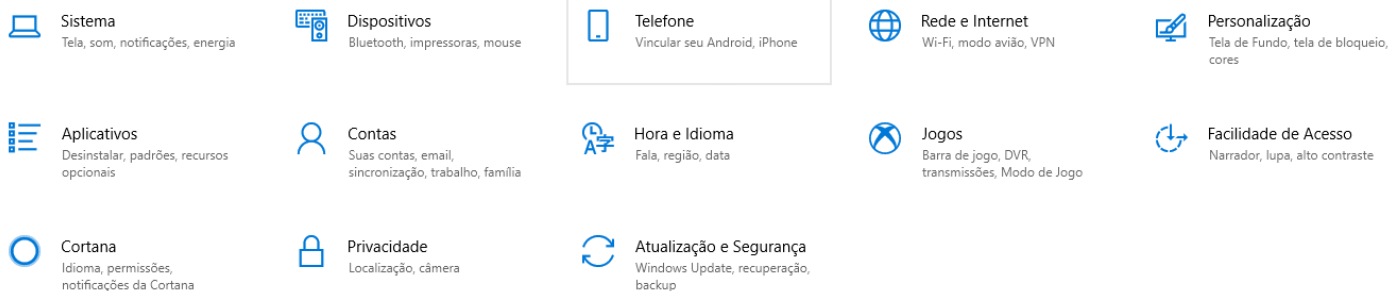 Sistema
Tela, som, notificações, energia
Dispositivos
Bluetooth, impressoras, mouse
Telefone
Vincular seu Android, iPhone
Rede e Internet
Wi-Fi, modo avião, VPN
Personalização
Tela de Fundo, tela de bloqueio,
cores
Aplicativos
Desinstalar, padrões, recursos
opcionais
Contas
Suas contas, email,
sincronização, trabalho, família
Hora e Idioma
Fala, região, data
Jogos
Barra de jogo, DVR,
transmissões, Modo de Jogo
Facilidade de Acesso
Narrador, lupa, alto contraste
Cortana
Idioma, permissões,
notificações da Cortana
Privacidade
Localização, câmera
Atualização e Segurança
Windows Update, recuperação,
backup